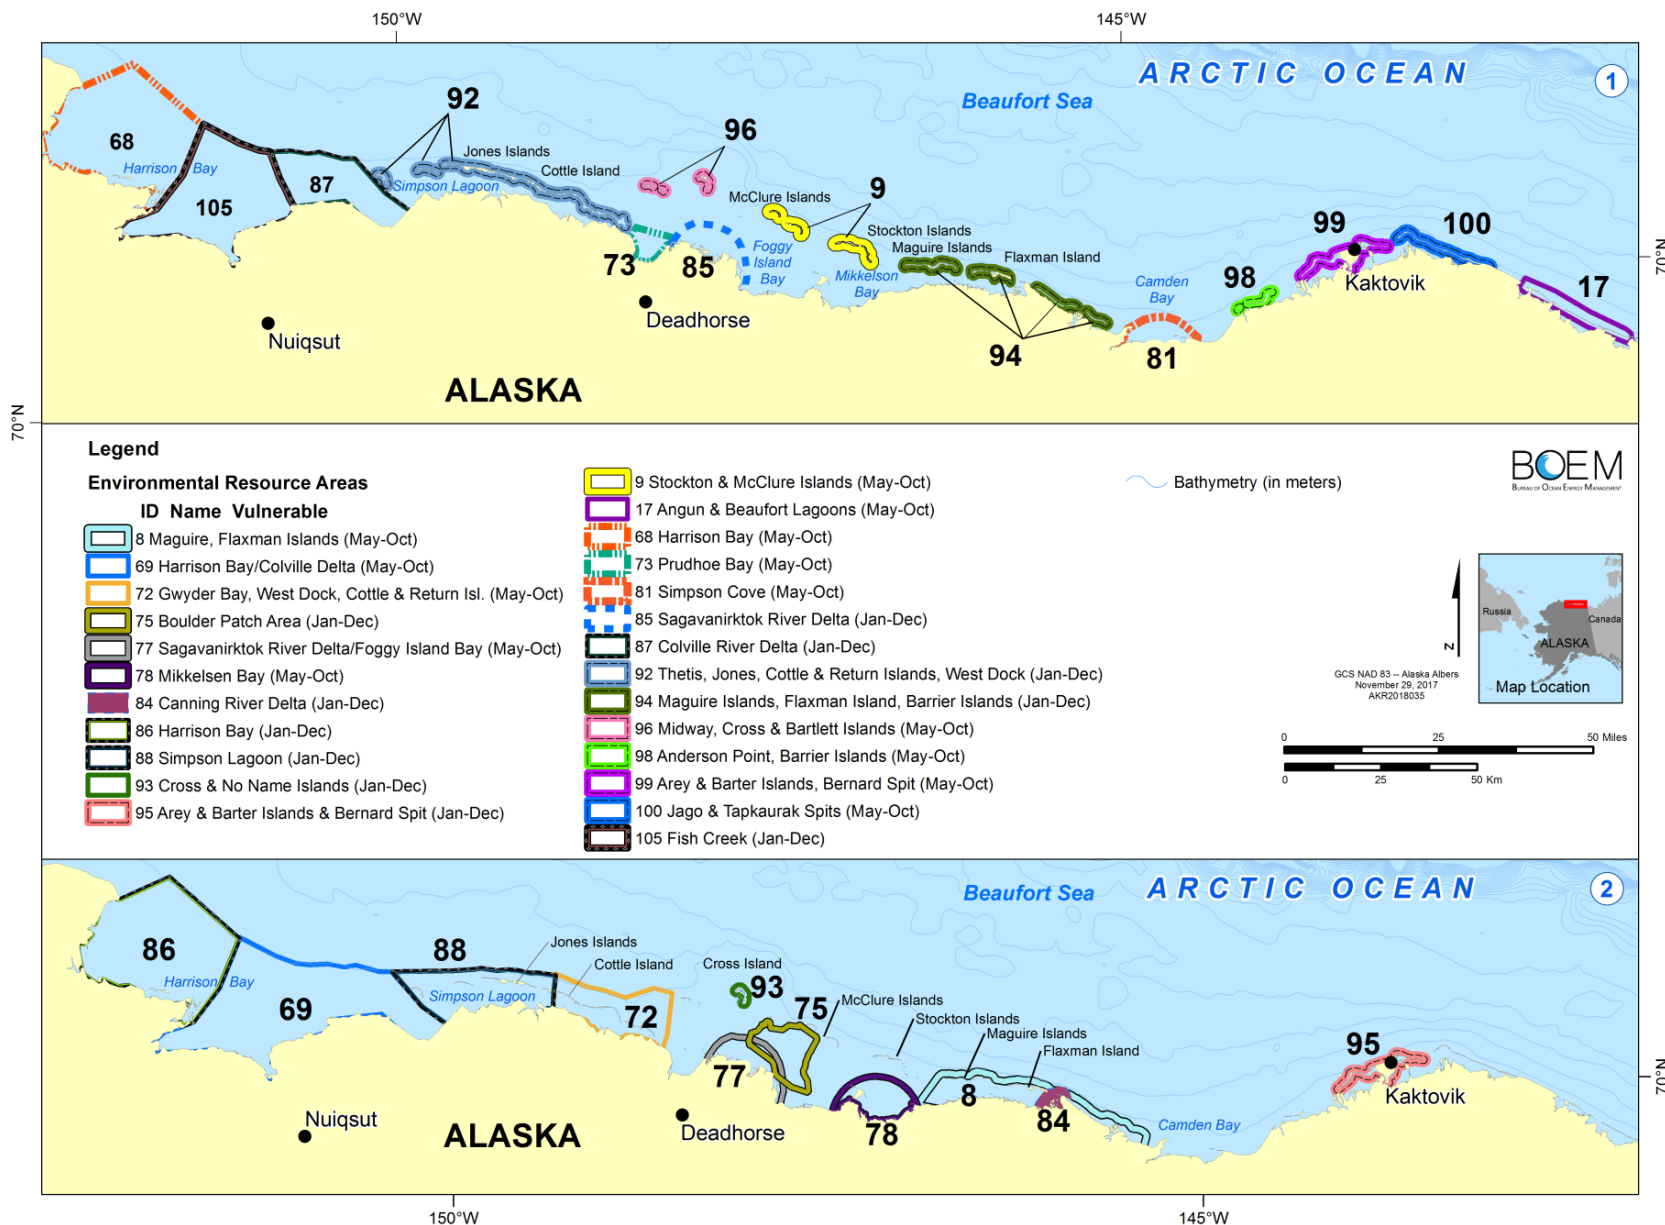 150°W
145°W
ARCTIC OCEAN
1
Beaufort Sea
92
96
68
Harrison Bay
Jones Islands
Cottle Island
87
Simpson Lagoon
105
McClure Islands
9
Stockton Islands
Maguire Islands
Flaxman Island
99
100
73
85
Foggy
Island
Bay
Mikkelson
Bay
Camden
Bay
98
Kaktovik
17
70°N
Deadhorse
Nuiqsut
94
81
ALASKA
70°N
Legend
Environmental Resource Areas
ID Name Vulnerable
8 Maguire, Flaxman Islands (May-Oct)
69 Harrison Bay/Colville Delta (May-Oct)
72 Gwyder Bay, West Dock, Cottle & Return Isl. (May-Oct)
75 Boulder Patch Area (Jan-Dec)
77 Sagavanirktok River Delta/Foggy Island Bay (May-Oct)
78 Mikkelsen Bay (May-Oct)
84 Canning River Delta (Jan-Dec)
86 Harrison Bay (Jan-Dec)
88 Simpson Lagoon (Jan-Dec)
93 Cross & No Name Islands (Jan-Dec)
95 Arey & Barter Islands & Bernard Spit (Jan-Dec)
9 Stockton & McClure Islands (May-Oct)
17 Angun & Beaufort Lagoons (May-Oct)
68 Harrison Bay (May-Oct)
73 Prudhoe Bay (May-Oct)
81 Simpson Cove (May-Oct)
85 Sagavanirktok River Delta (Jan-Dec)
87 Colville River Delta (Jan-Dec)
92 Thetis, Jones, Cottle & Return Islands, West Dock (Jan-Dec)
94 Maguire Islands, Flaxman Island, Barrier Islands (Jan-Dec)
96 Midway, Cross & Bartlett Islands (May-Oct)
98 Anderson Point, Barrier Islands (May-Oct)
99 Arey & Barter Islands, Bernard Spit (May-Oct)
100 Jago & Tapkaurak Spits (May-Oct)
105 Fish Creek (Jan-Dec)
Bathymetry (in meters)
BOEM
BUREAU OF OCEAN ENERGY MANAGEMENT
N
GCS NAD 83 -- Alaska Albers
November 29, 2017
AKR2018035
Russia
Canada
ALASKA
Map Location
0 25 50 Miles
0 25 50 Km
Beaufort Sea
ARCTIC OCEAN
2
86
Harrison Bay
88
Jones Islands
Cottle Island
Simpson Lagoon
69
72
Cross Island
93
75
McClure Islands
Stockton Islands
Maguire Islands
Flaxman Island
77
8
78
84
Camden Bay
95
Kaktovik
70°N
Nuiqsut
Deadhorse
ALASKA
150°W
145°W